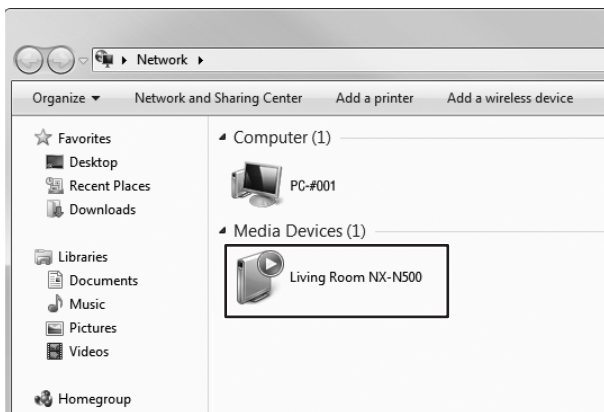 Network
Organize Network and Sharing Center Add a printer Add a wireless device
Favorites
Desktop
Recent Places
Downloads
Libraries
Documents
Music
Pictures
Videos
Homegroup
Computer (1)
PC-#001
Media Devices (1)
Living Room NX-N500